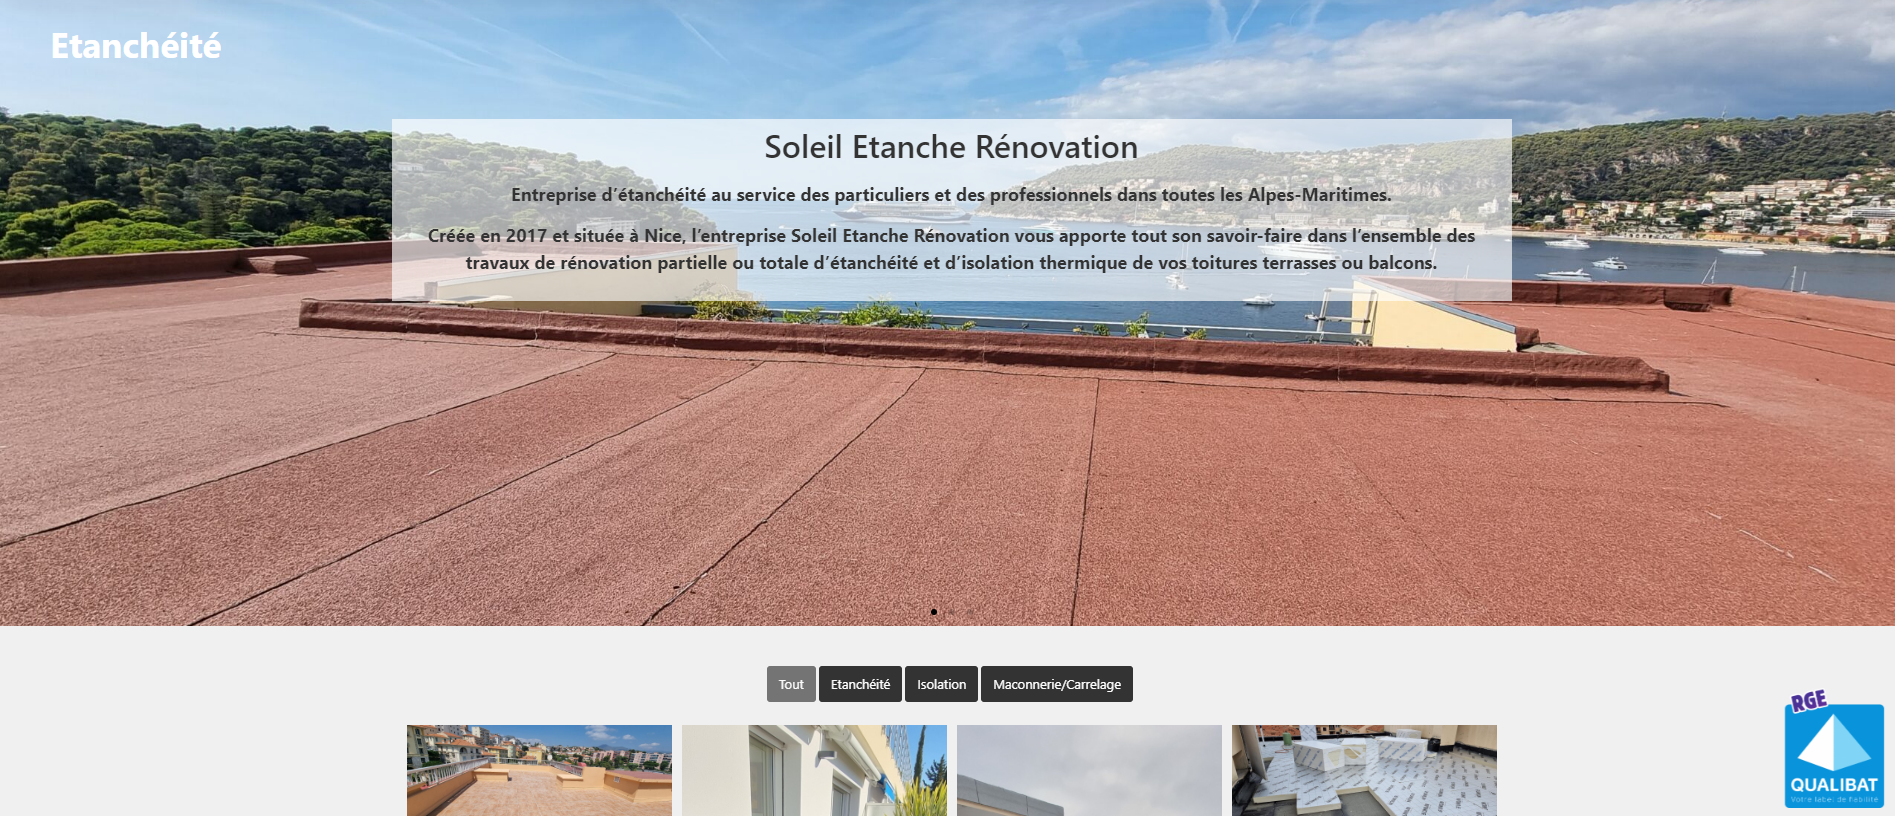 Etanchéité
Soleil Etanche Rénovation
Entreprise d’étanchéité au service des particuliers et des professionnels dans toutes les Alpes-Maritimes.
Créée en 2017 et située à Nice, l’entreprise Soleil Etanche Rénovation vous apporte tout son savoir-faire dans l’ensemble des
travaux de rénovation partielle ou totale d’étanchéité et d’isolation thermique de vos toitures terrasses ou balcons.
Tout
Etanchéité
Isolation
Maconnerie/Carrelage
RGE
QUALIBAT
Votre label de fiabilité